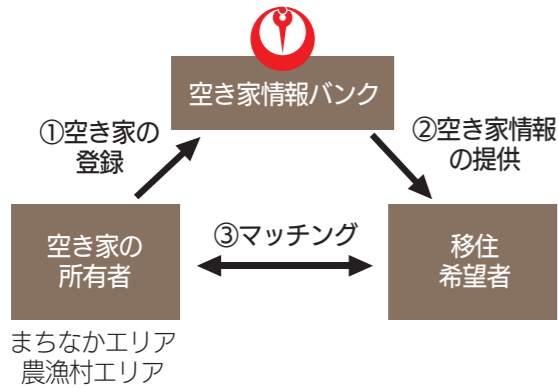 空き家情報バンク
①空き家の
登録
②空き家情報
の提供
空き家の
所有者
③マッチング
移住
希望者
まちなかエリア
農漁村エリア